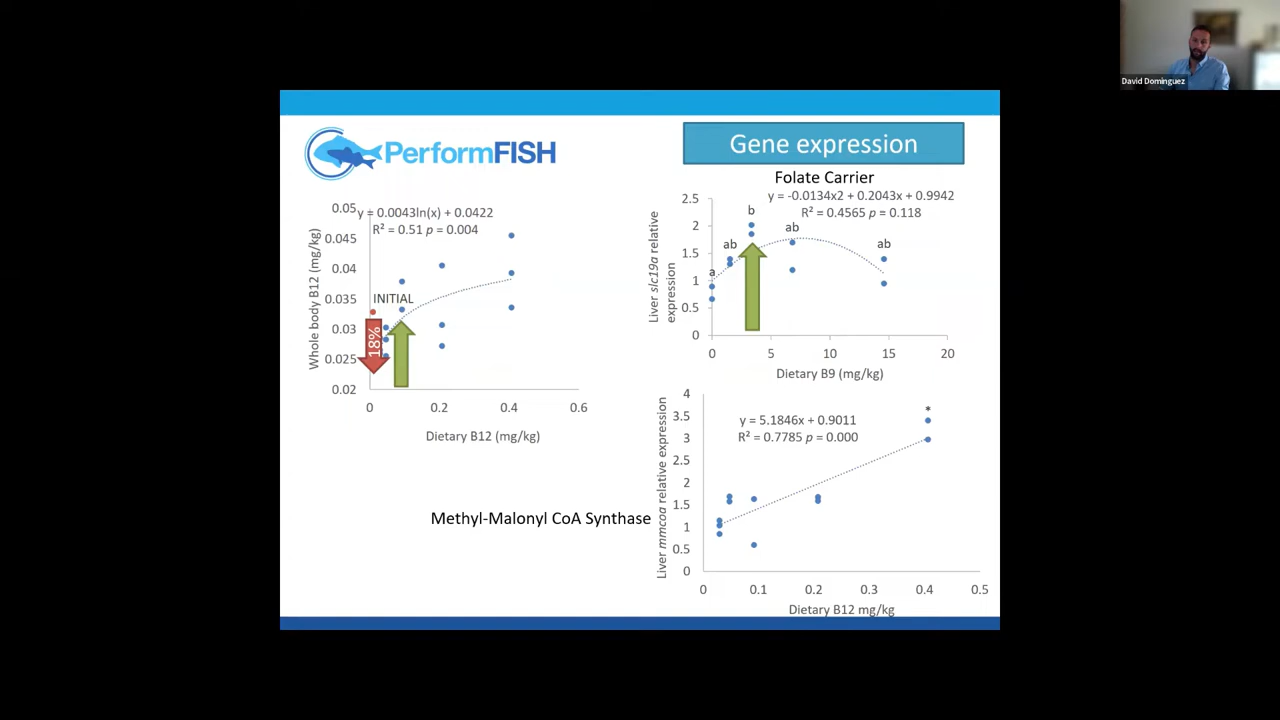 David Dominguez
PerformFISH
Gene expression
Folate Carrier
y = 0.0043ln(x) + 0.0422
R² = 0.51 p = 0.004
Whole body B12 (mg/kg)
0.05
0.045
0.04
0.035
0.03
0.025
0.02
INITIAL
18%
0
0.2
0.4
0.6
Dietary B12 (mg/kg)
y = -0.0134x2 + 0.2043x + 0.9942
R² = 0.4565 p = 0.118
Liver slc19a relative
expression
2.5
2
1.5
1
0.5
0
a
ab
b
ab
ab
0
5
10
15
20
Dietary B9 (mg/kg)
Methyl-Malonyl CoA Synthase
y = 5.1846x + 0.9011
R² = 0.7785 p = 0.000
Liver mmcoa relative expression
4
3.5
3
2.5
2
1.5
1
0.5
0
*
0
0.1
0.2
0.3
0.4
0.5
Dietary B12 mg/kg